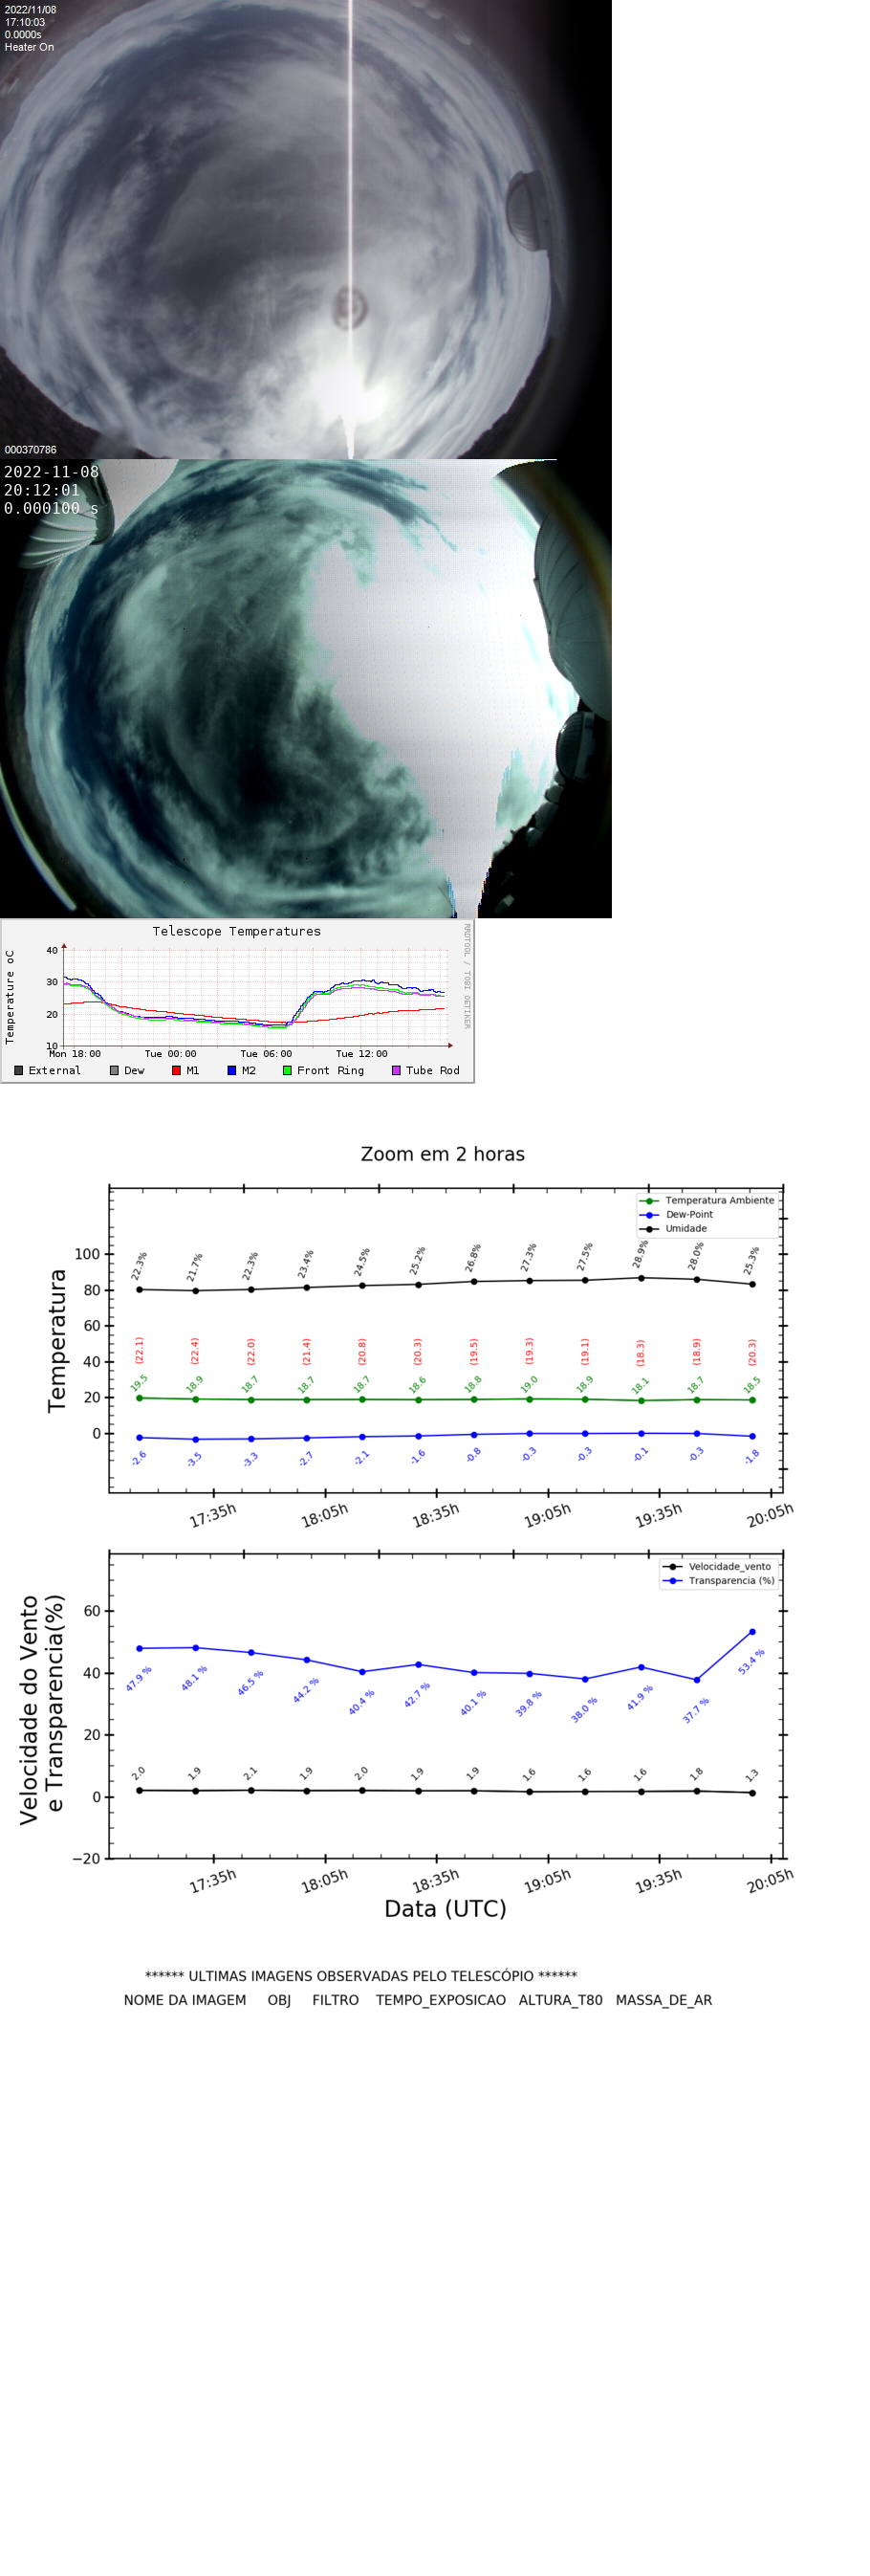 2022/11/08
17:10:03
0.0000s
Heater On
000370786
2022-11-08
20:12:01
0.000100 s
Telescope Temperatures
RRDTOOL / TOBI OETIKER
Temperature oC
40
30
20
10
Mon 18:00 Tue 00:00 Tue 06:00 Tue 12:00
External Dew M1 M2 Front Ring Tube Rod
Zoom em 2 horas
Temperatura Ambiente
Dew-Point
Umidade
Temperatura
100
80
60
40
20
0
22.3% 21.7% 22.3% 23.4% 24.5% 25.2% 26.8% 27.3% 27.5% 28.9% 28.0% 25.3%
(22.1) (22.4) (22.0) (21.4) (20.8) (20.3) (19.5) (19.3) (19.1) (18.3) (18.9) (20.3)
19.5 18.9 18.7 18.7 18.7 18.6 18.8 19.0 18.9 18.1 18.7 18.5
-2.6 -3.5 -3.3 -2.7 -2.1 -1.6 -0.8 -0.3 -0.3 -0.1 -0.3 -1.8
17:35h 18:05h 18:35h 19:05h 19:35h 20:05h
Velocidade_vento
Transparencia (%)
Velocidade do Vento
e Transparencia(%)
60
40
20
0
−20
47.9 % 48.1 % 46.5 % 44.2 % 40.4 % 42.7 % 40.1 % 39.8 % 38.0 % 41.9 % 37.7 % 53.4 %
2.0 1.9 2.1 1.9 2.0 1.9 1.9 1.6 1.6 1.6 1.8 1.3
17:35h 18:05h 18:35h 19:05h 19:35h 20:05h
Data (UTC)
****** ULTIMAS IMAGENS OBSERVADAS PELO TELESCÓPIO ******
NOME DA IMAGEM OBJ FILTRO TEMPO_EXPOSICAO ALTURA_T80 MASSA_DE_AR